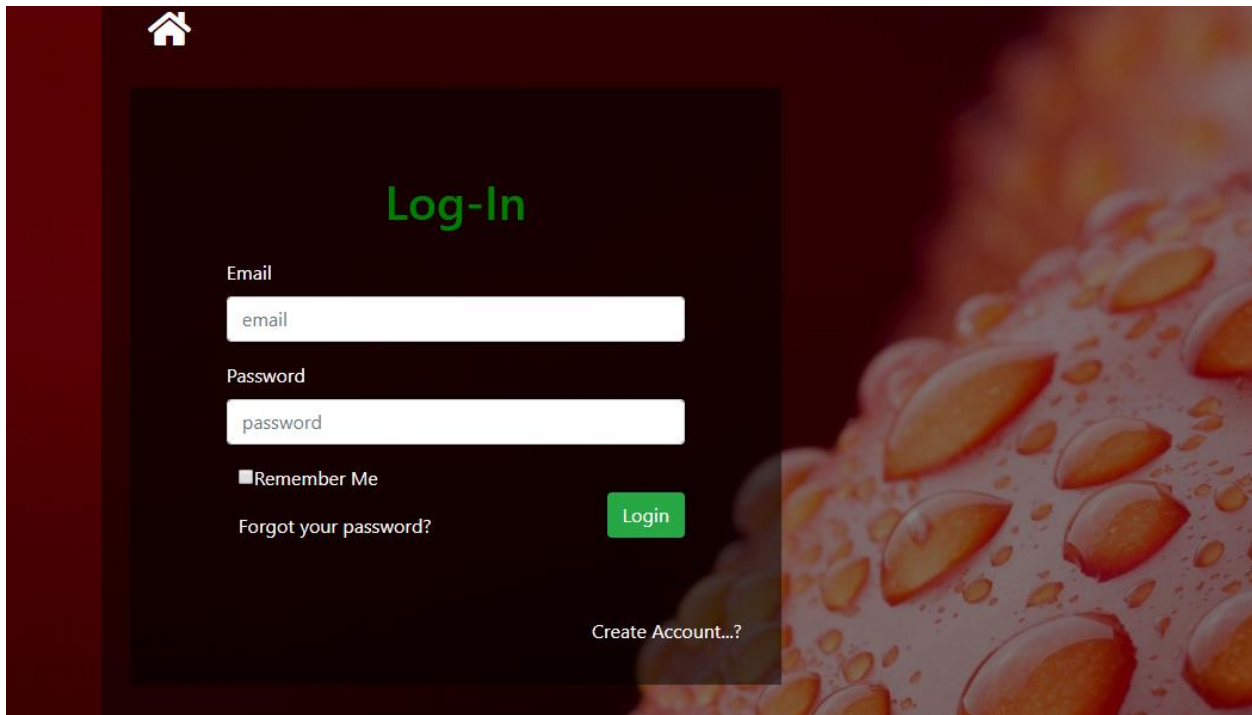 Log-In
Email
email
Password
password
Remember Me
Forgot your password?
Login
Create Account...?